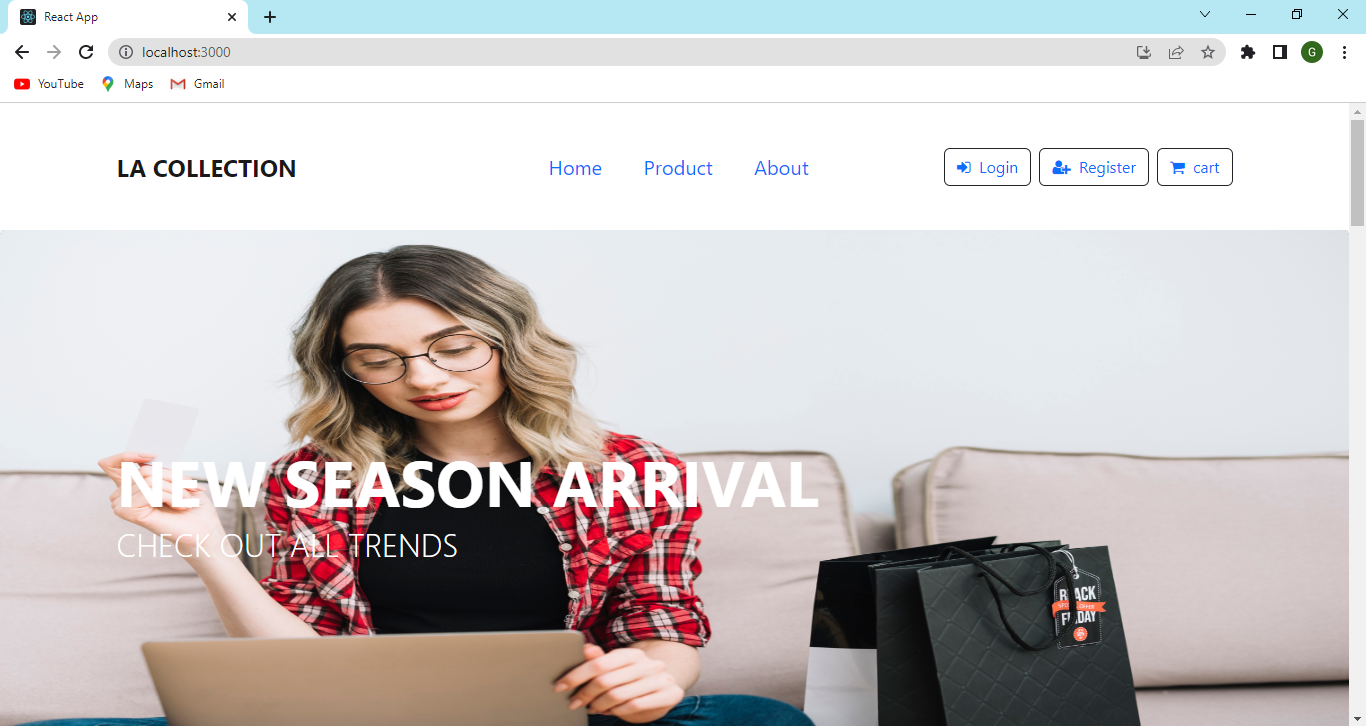 React App
localhost:3000
G
YouTube Maps Gmail
LA COLLECTION Home Product About Login Register cart
NEW SEASON ARRIVAL
CHECK OUT ALL TRENDS
BLACK
FRIDAY